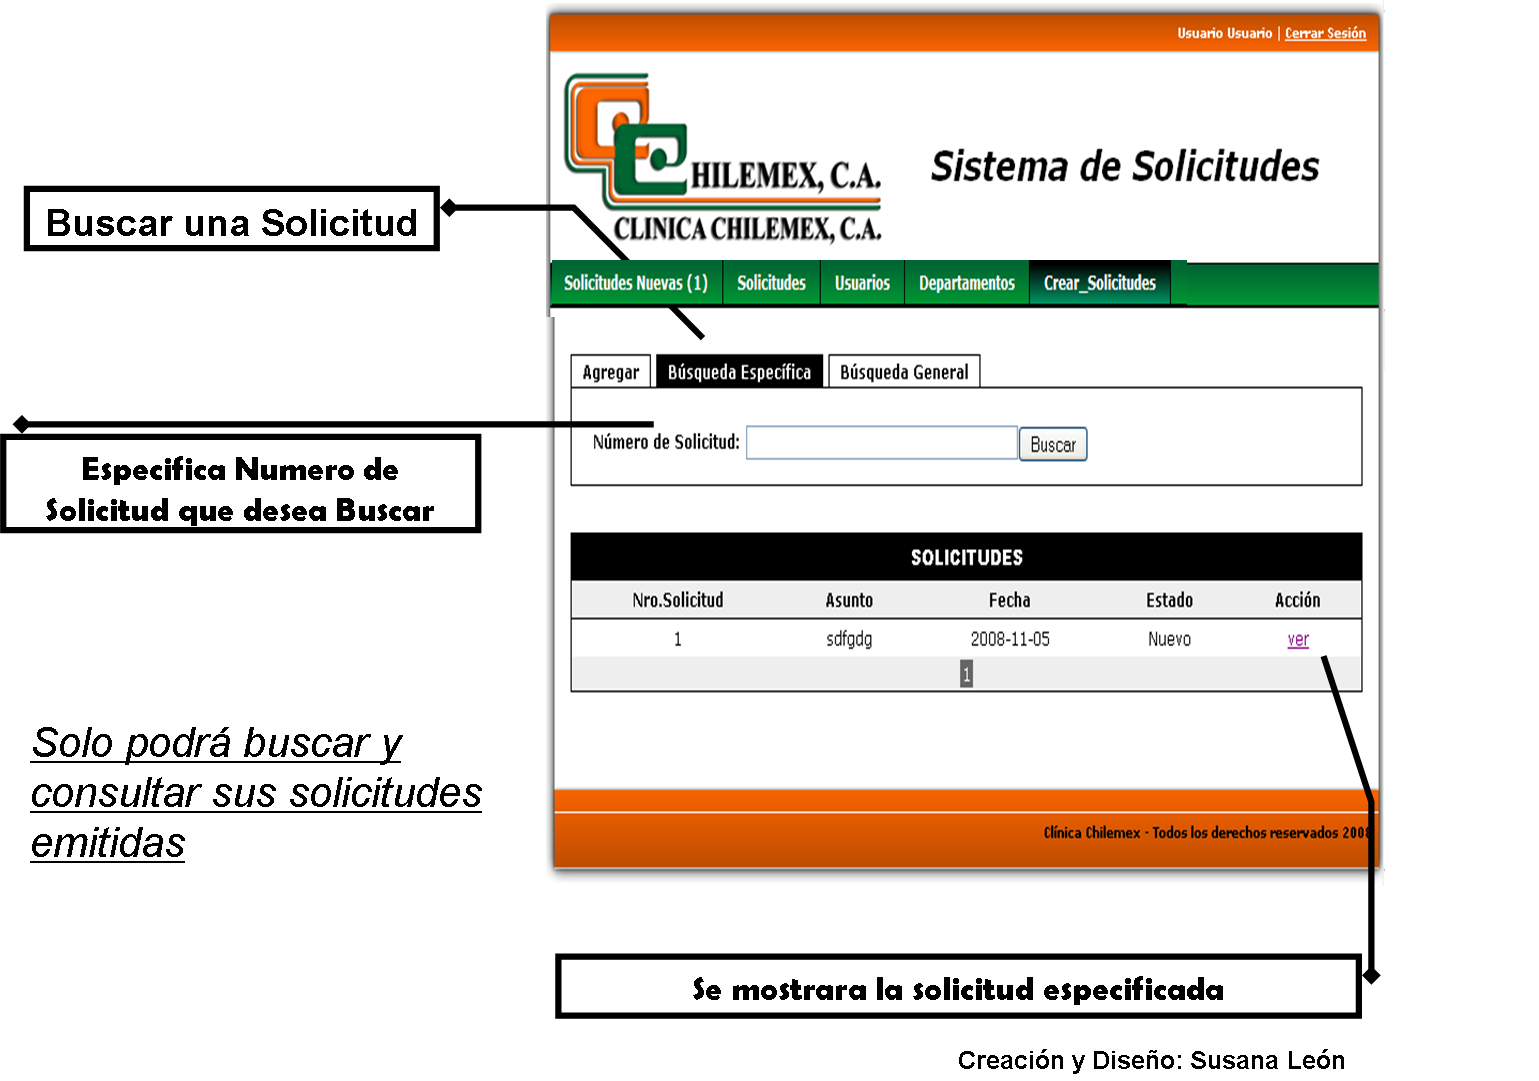 Usuario Usuario | Cerrar Sesión
HILEMEX, C.A.
CLINICA CHILEMEX, C.A.
Sistema de Solicitudes
Buscar una Solicitud
Solicitudes Nuevas (1) Solicitudes Usuarios Departamentos Crear_Solicitudes
Agregar Búsqueda Específica Búsqueda General
Número de Solicitud: Buscar
Especifica Numero de
Solicitud que desea Buscar
SOLICITUDES
Nro.Solicitud Asunto Fecha Estado Acción
1 sdfgdg 2008-11-05 Nuevo ver
1
Solo podrá buscar y
consultar sus solicitudes
emitidas
Clínica Chilemex - Todos los derechos reservados 2008
Se mostrara la solicitud especificada
Creación y Diseño: Susana León